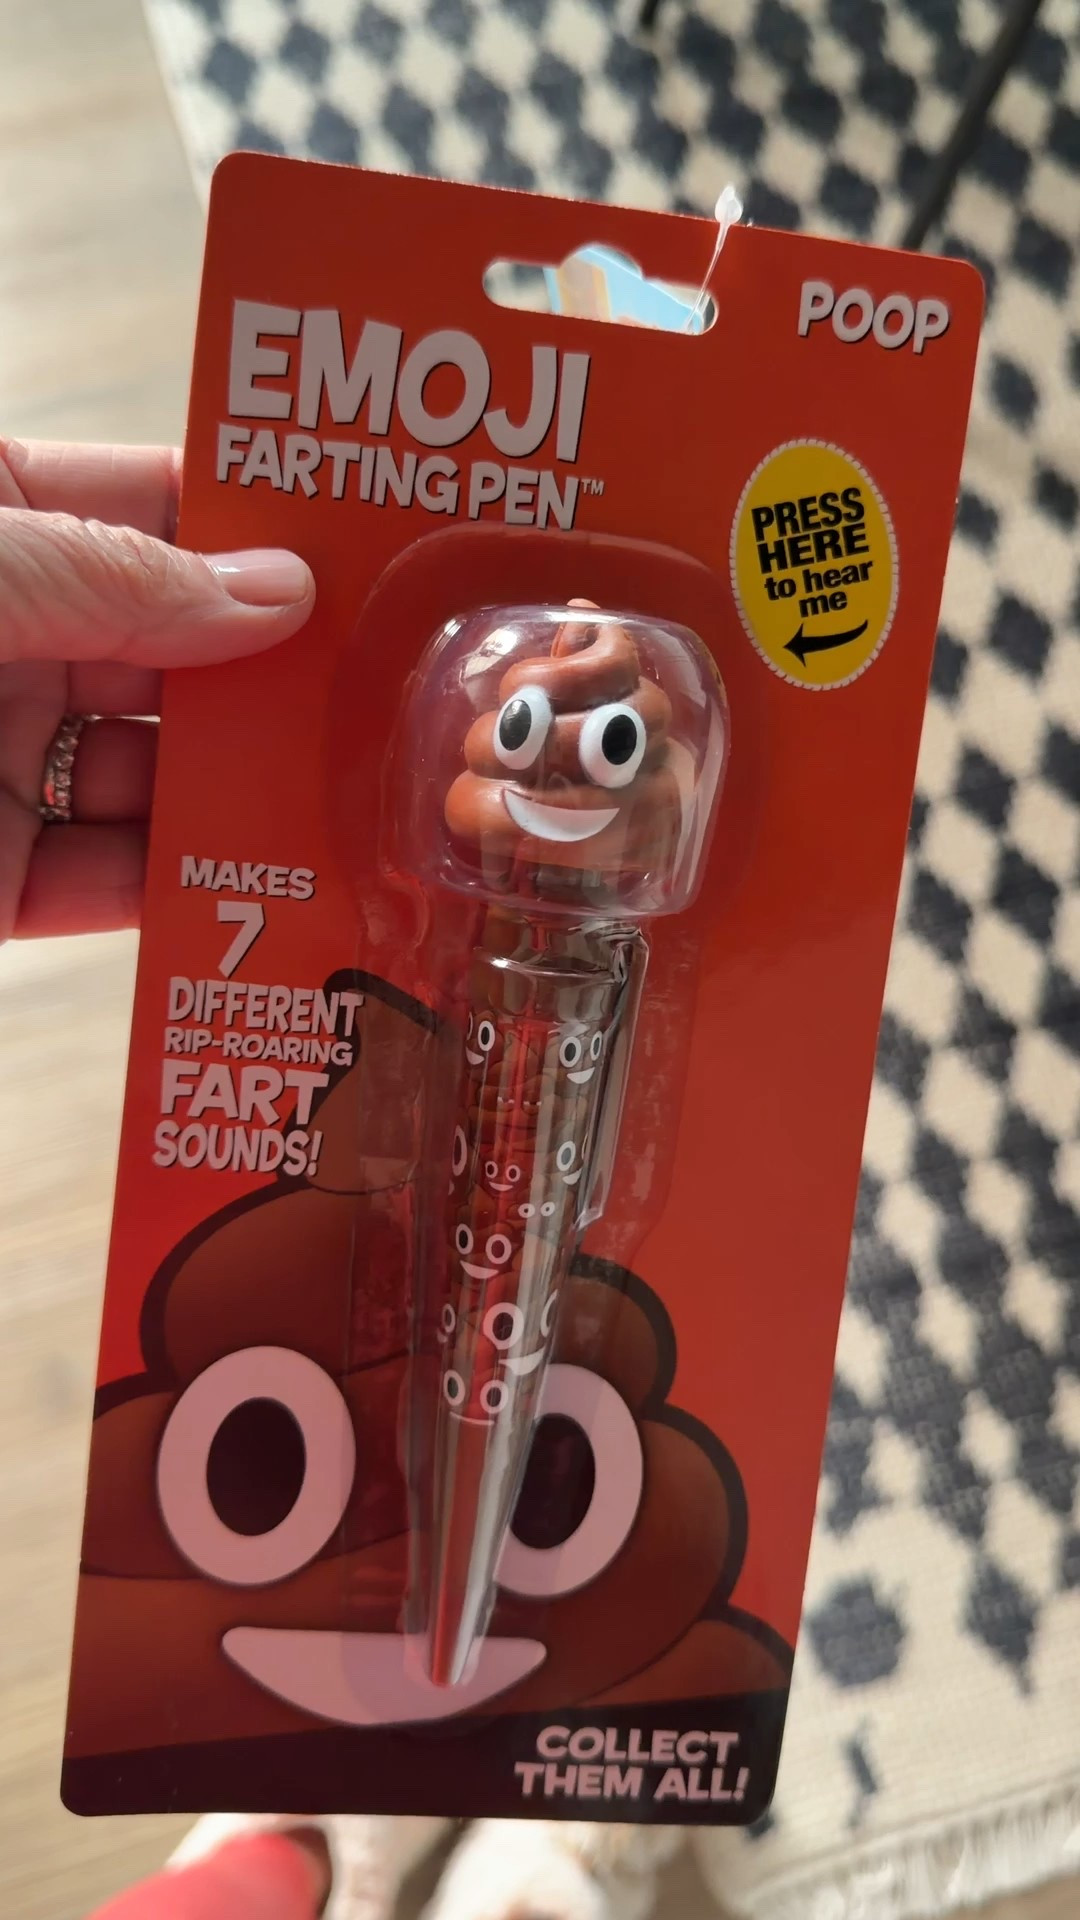 POOP
EMOJI
FARTING PEN™
PRESS
HERE
to hear
me
MAKES
7
DIFFERENT
RIP-ROARING
FART
SOUNDS!
COLLECT
THEM ALL!